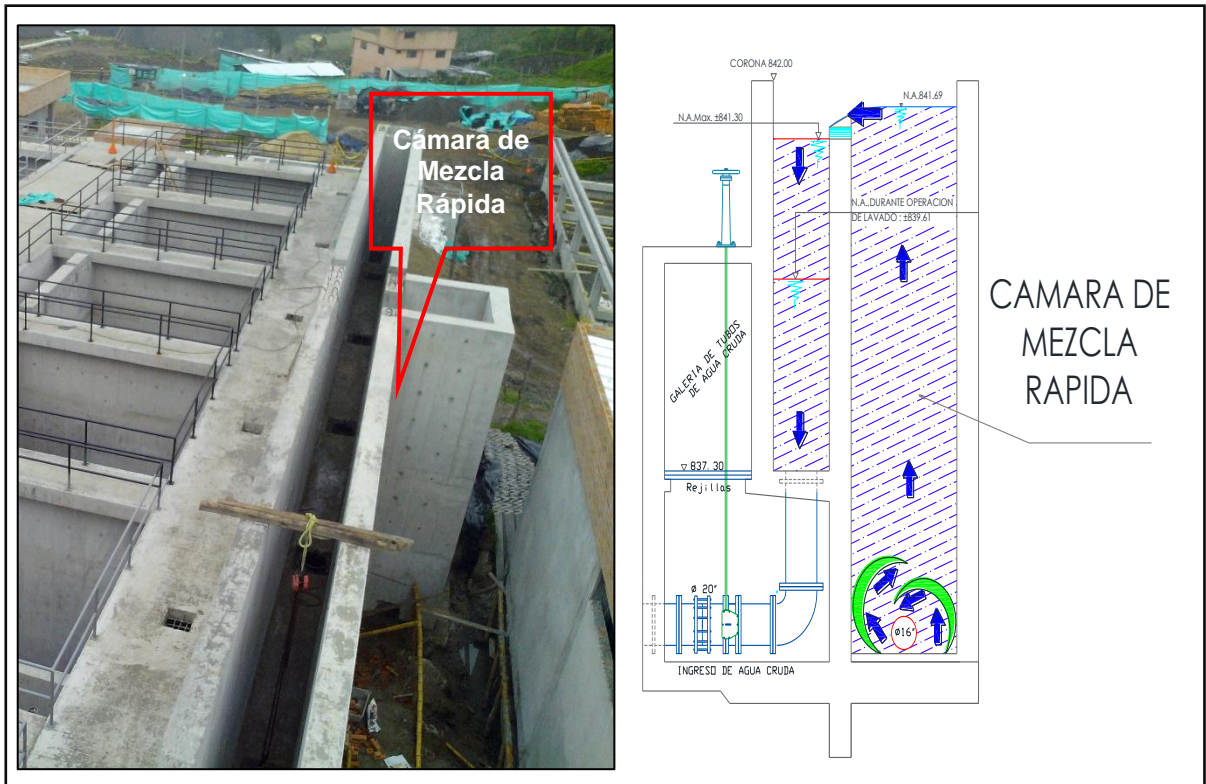 Cámara de
Mezcla
Rápida
CORONA 842.00
N.A.841.69
N.A.Max. ±841.30
N.A.,DURANTE OPERACION
DE LAVADO : ±839.61
GALERIA DE TUBOS
DE AGUA CRUDA
CAMARA DE
MEZCLA
RAPIDA
837. 30
Rejillas
ø 20"
ø16"
INGRESO DE AGUA CRUDA